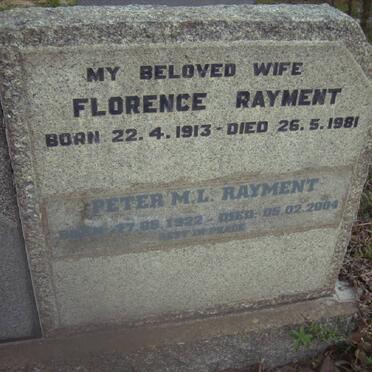 MY BELOVED WIFE
FLORENCE RAYMENT
BORN 22.4.1913 - DIED 26.5.1981
PETER M.L. RAYMENT
BORN: 27.08.1922 - DIED: 05.02.2004
REST IN PEACE